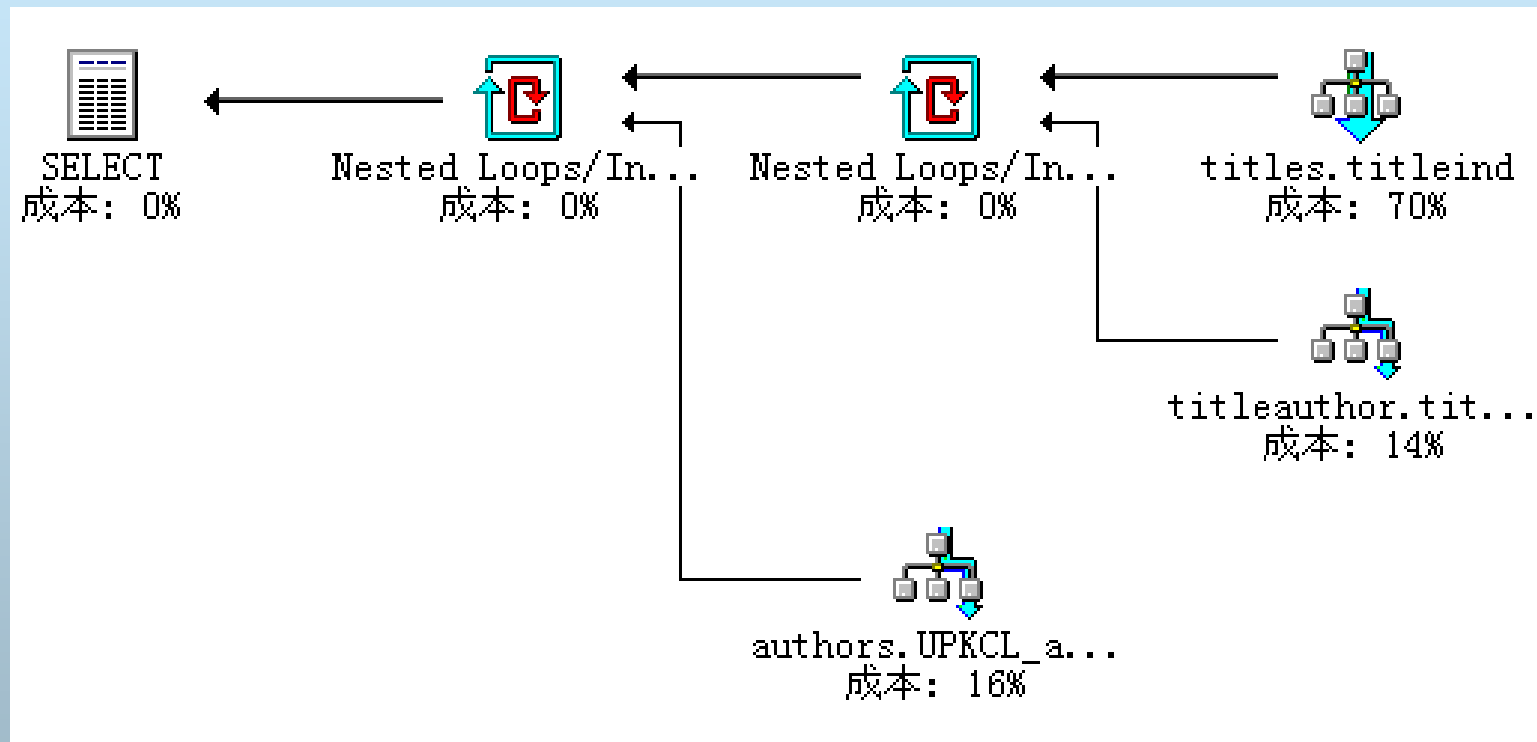 SELECT
成本: 0%
Nested Loops/In...
成本: 0%
Nested Loops/In...
成本: 0%
titles.titleind
成本: 70%
titleauthor.tit...
成本: 14%
authors.UPKCL_a...
成本: 16%